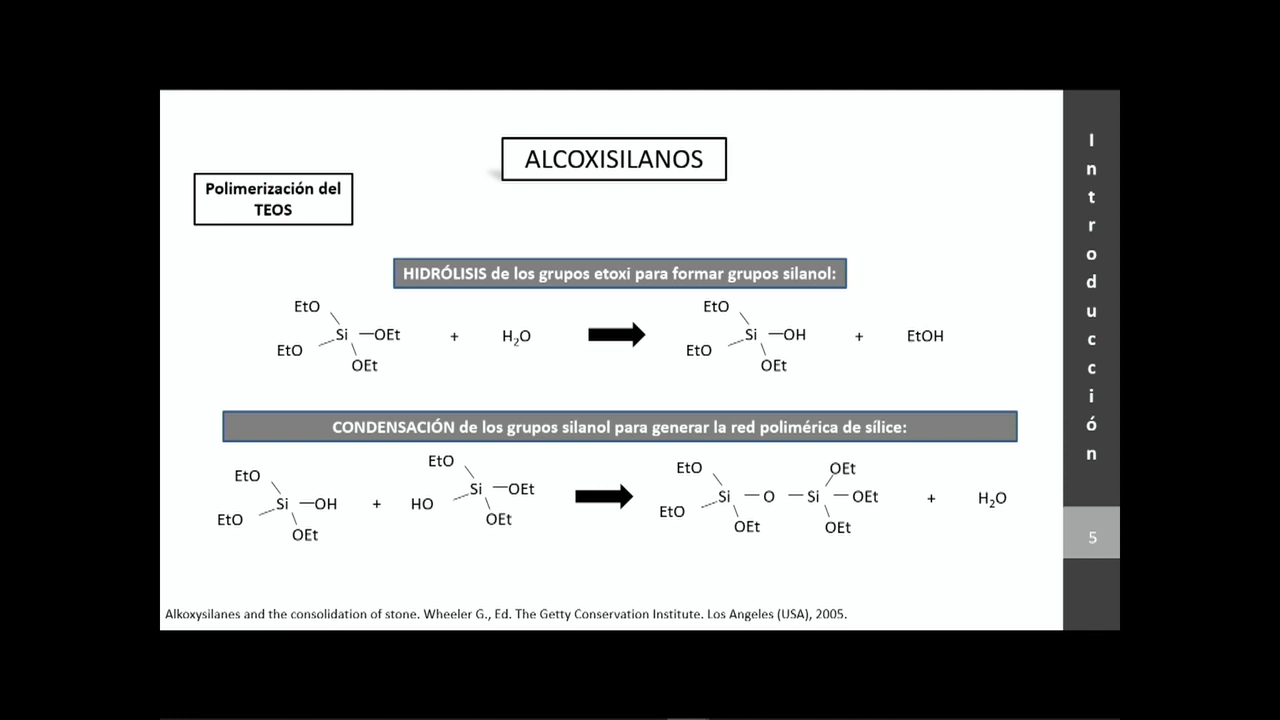 ALCOXISILANOS
Polimerización del
TEOS
HIDRÓLISIS de los grupos etoxi para formar grupos silanol:
EtO
Si —OEt
EtO
OEt
+
H₂O
EtO
Si —OH
EtO
OEt
+
EtOH
CONDENSACIÓN de los grupos silanol para generar la red polimérica de sílice:
EtO
Si —OH
EtO
OEt
+
EtO
HO
Si —OEt
OEt
EtO
OEt
Si — O — Si — OEt
EtO
OEt
OEt
+
H₂O
Alkoxysilanes and the consolidation of stone. Wheeler G., Ed. The Getty Conservation Institute. Los Angeles (USA), 2005.
Introducción
5